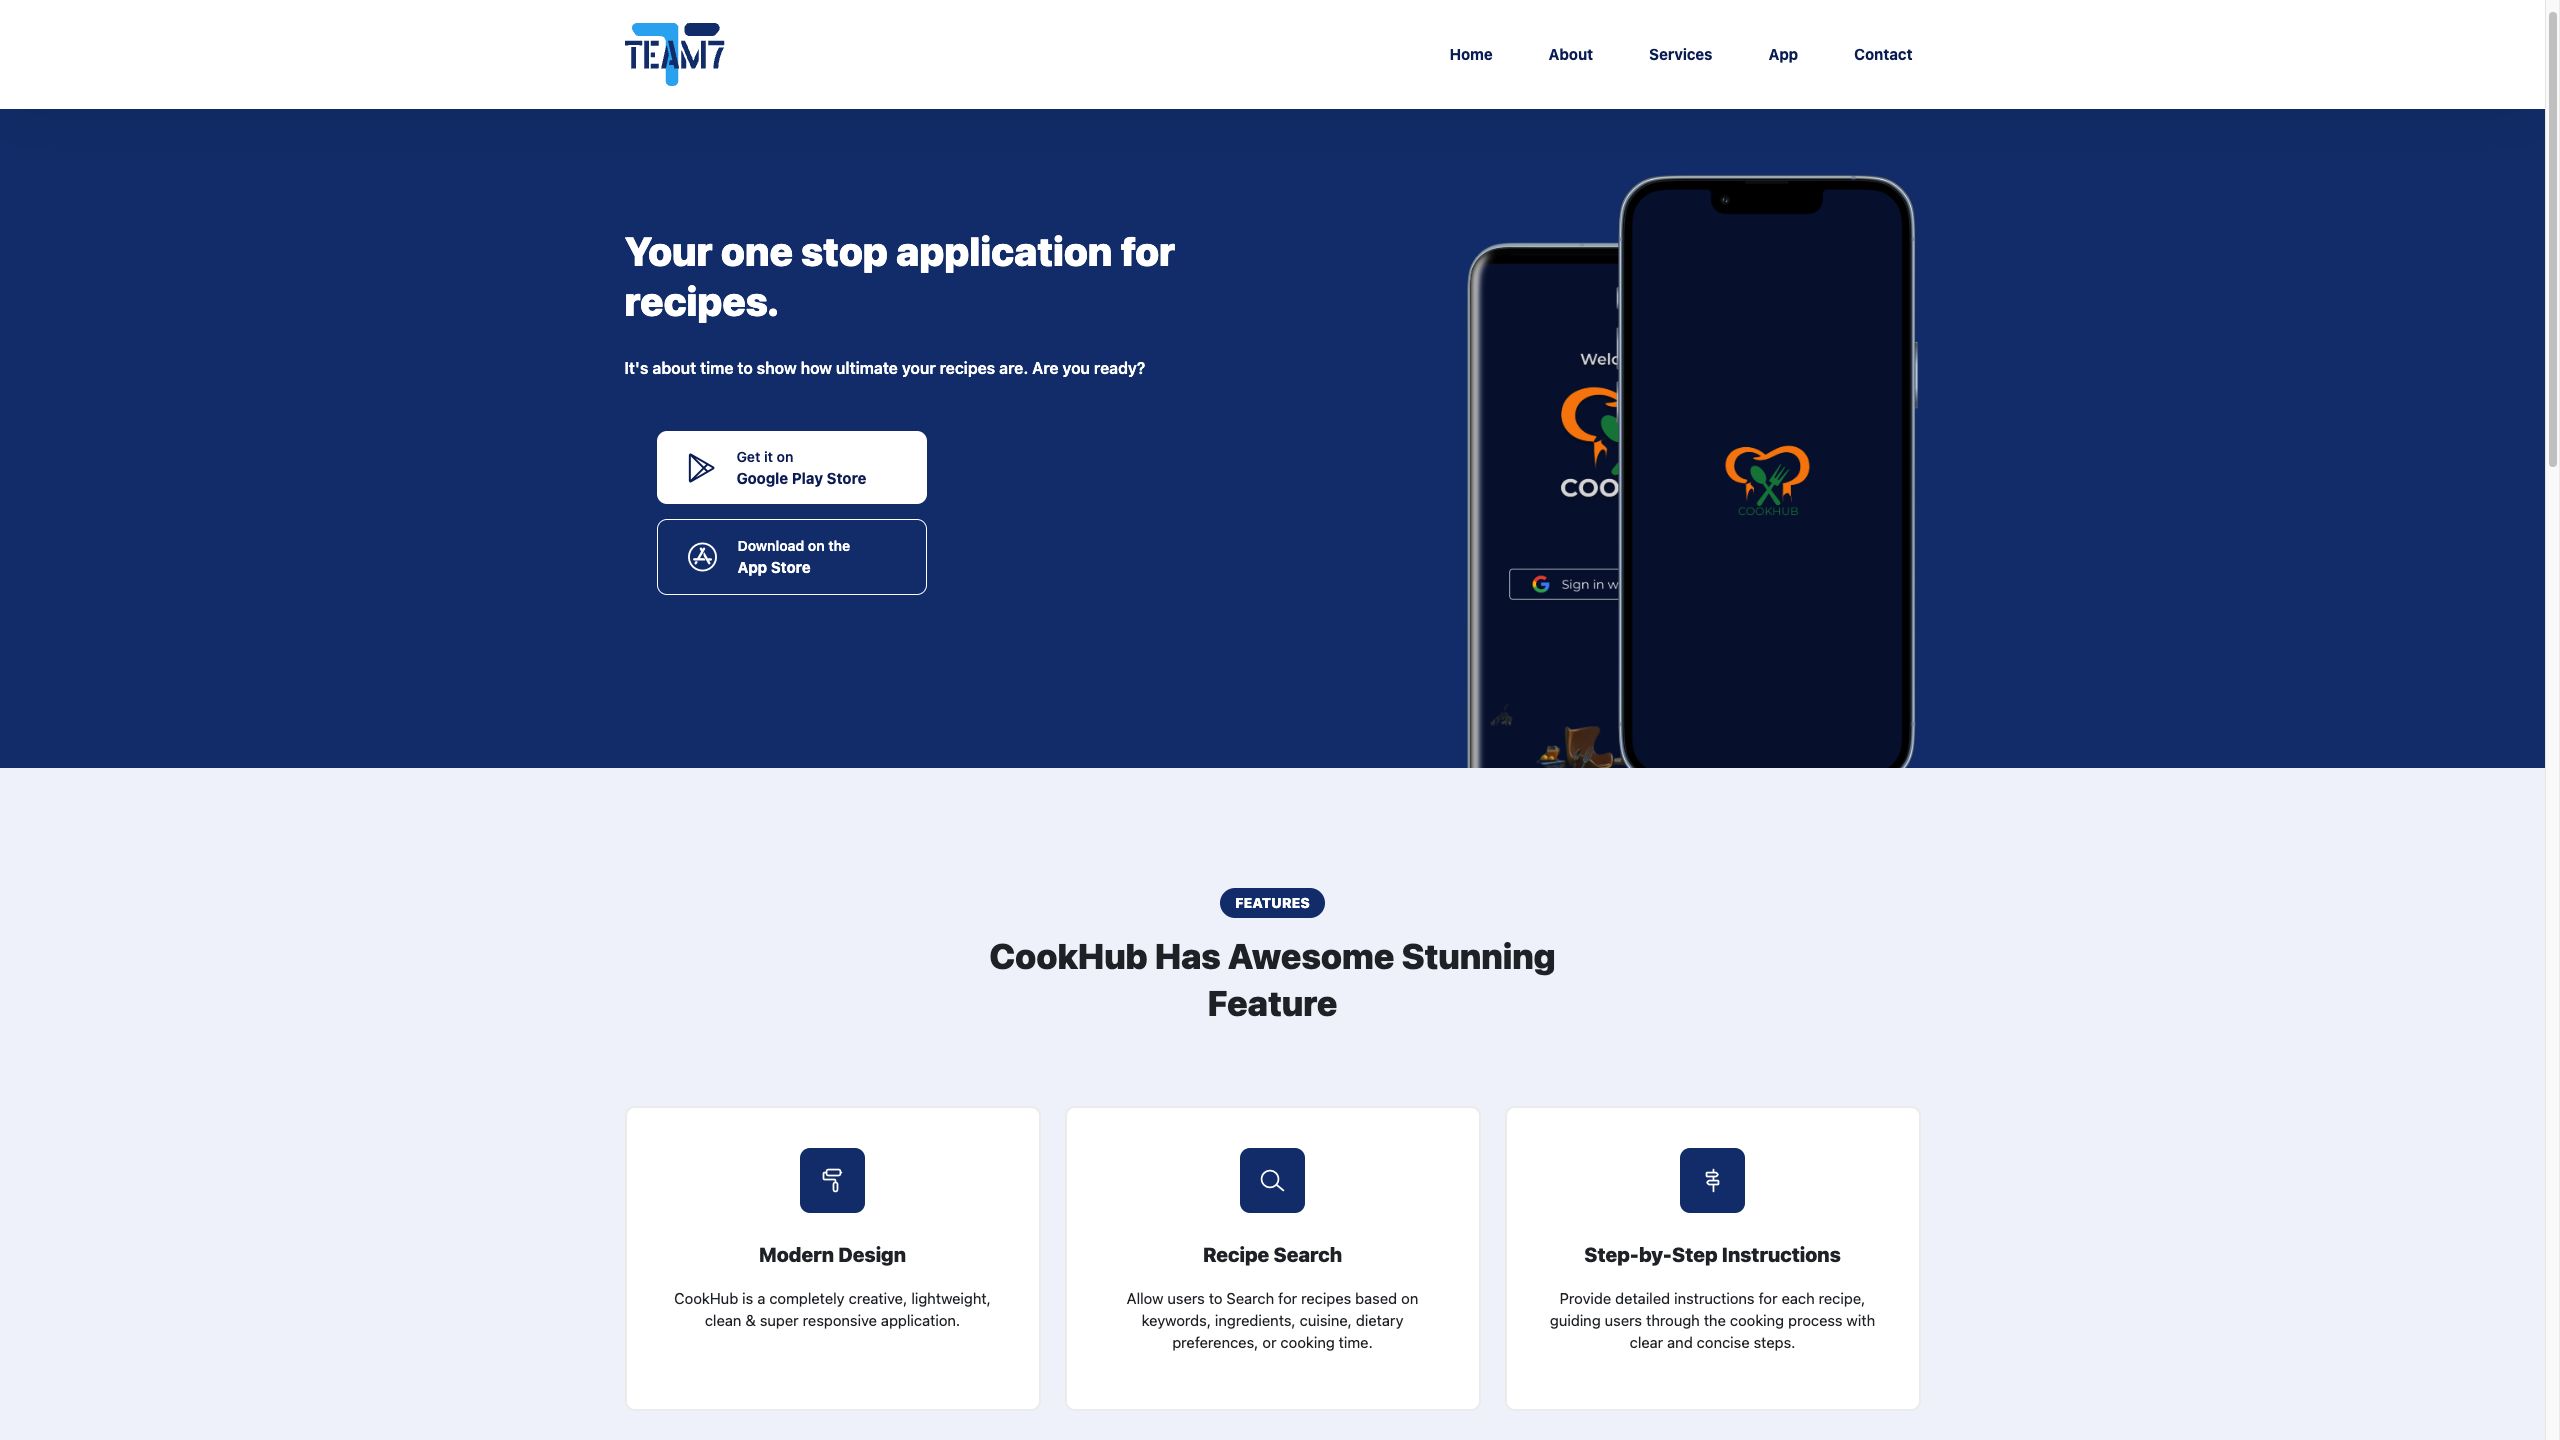 TEAM7
Home
About
Services
App
Contact
Your one stop application for
recipes.
It's about time to show how ultimate your recipes are. Are you ready?
Get it on
Google Play Store
Download on the
App Store
Welc
COO
Sign in w
COOKHUB
FEATURES
CookHub Has Awesome Stunning
Feature
Modern Design
CookHub is a completely creative, lightweight,
clean & super responsive application.
Recipe Search
Allow users to Search for recipes based on
keywords, ingredients, cuisine, dietary
preferences, or cooking time.
Step-by-Step Instructions
Provide detailed instructions for each recipe,
guiding users through the cooking process with
clear and concise steps.